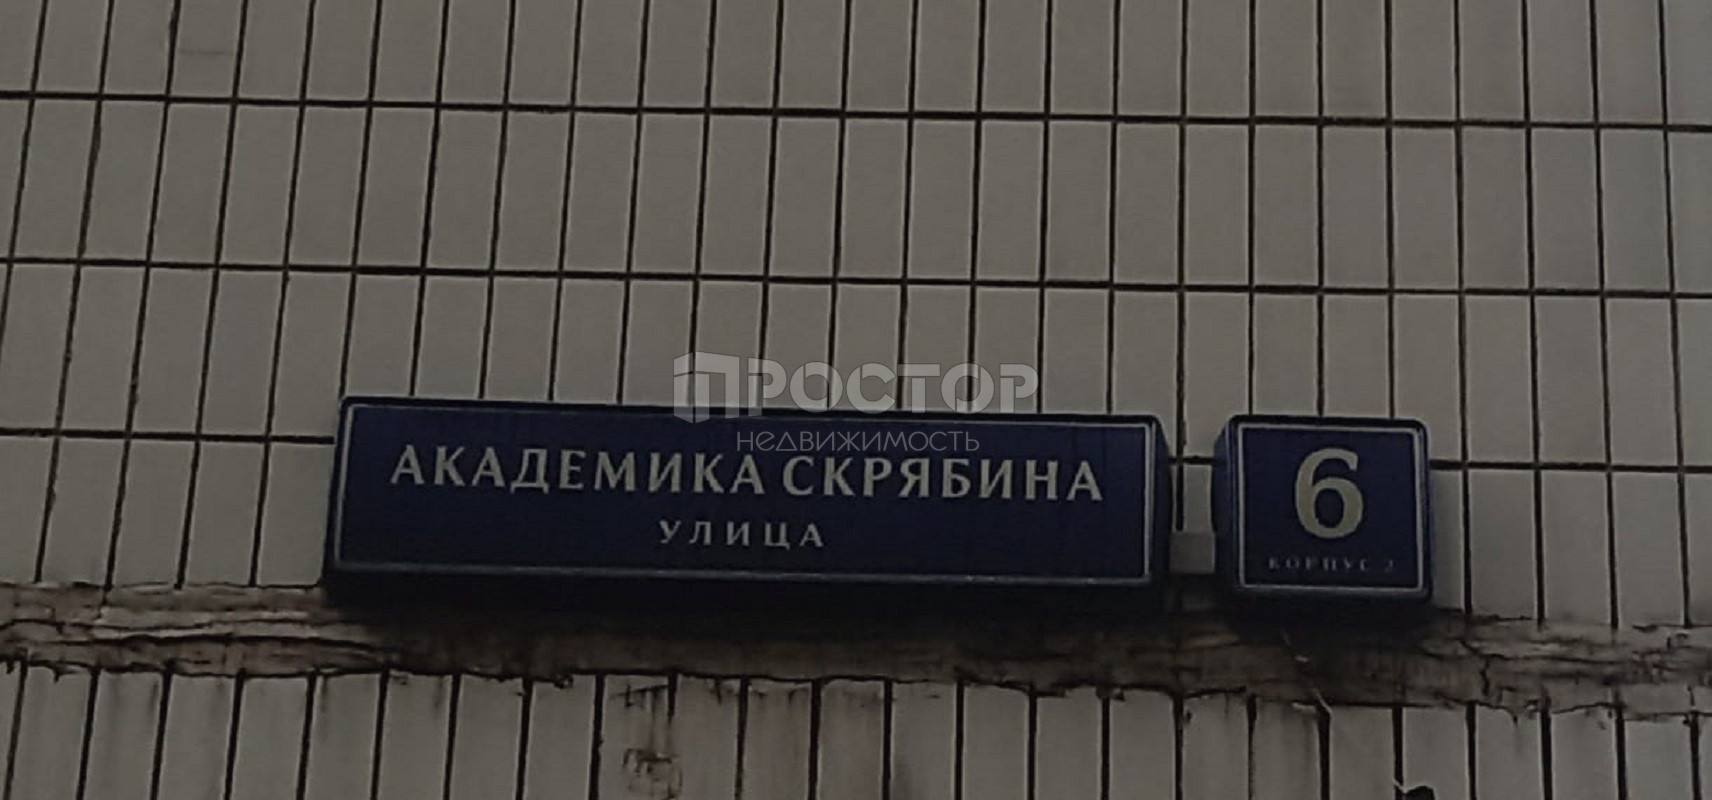 ПРОСТОР
НЕДВИЖИМОСТЬ
АКАДЕМИКА СКРЯБИНА
УЛИЦА
6
КОРПУС 2